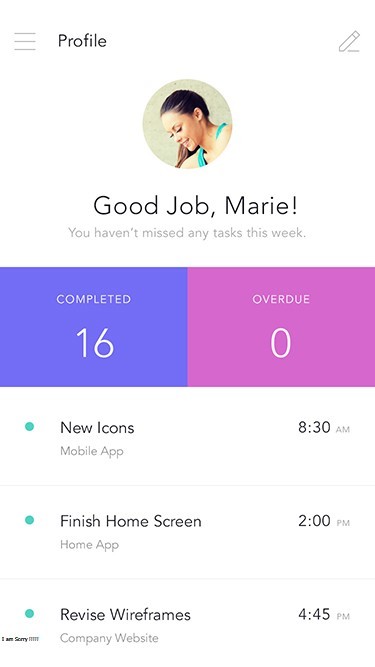 Profile
Good Job, Marie!
You haven't missed any tasks this week.
COMPLETED OVERDUE
16 0
New Icons 8:30 AM
Mobile App
Finish Home Screen 2:00 PM
Home App
Revise Wireframes 4:45 PM
I am Sorry !!!!!
Company Website